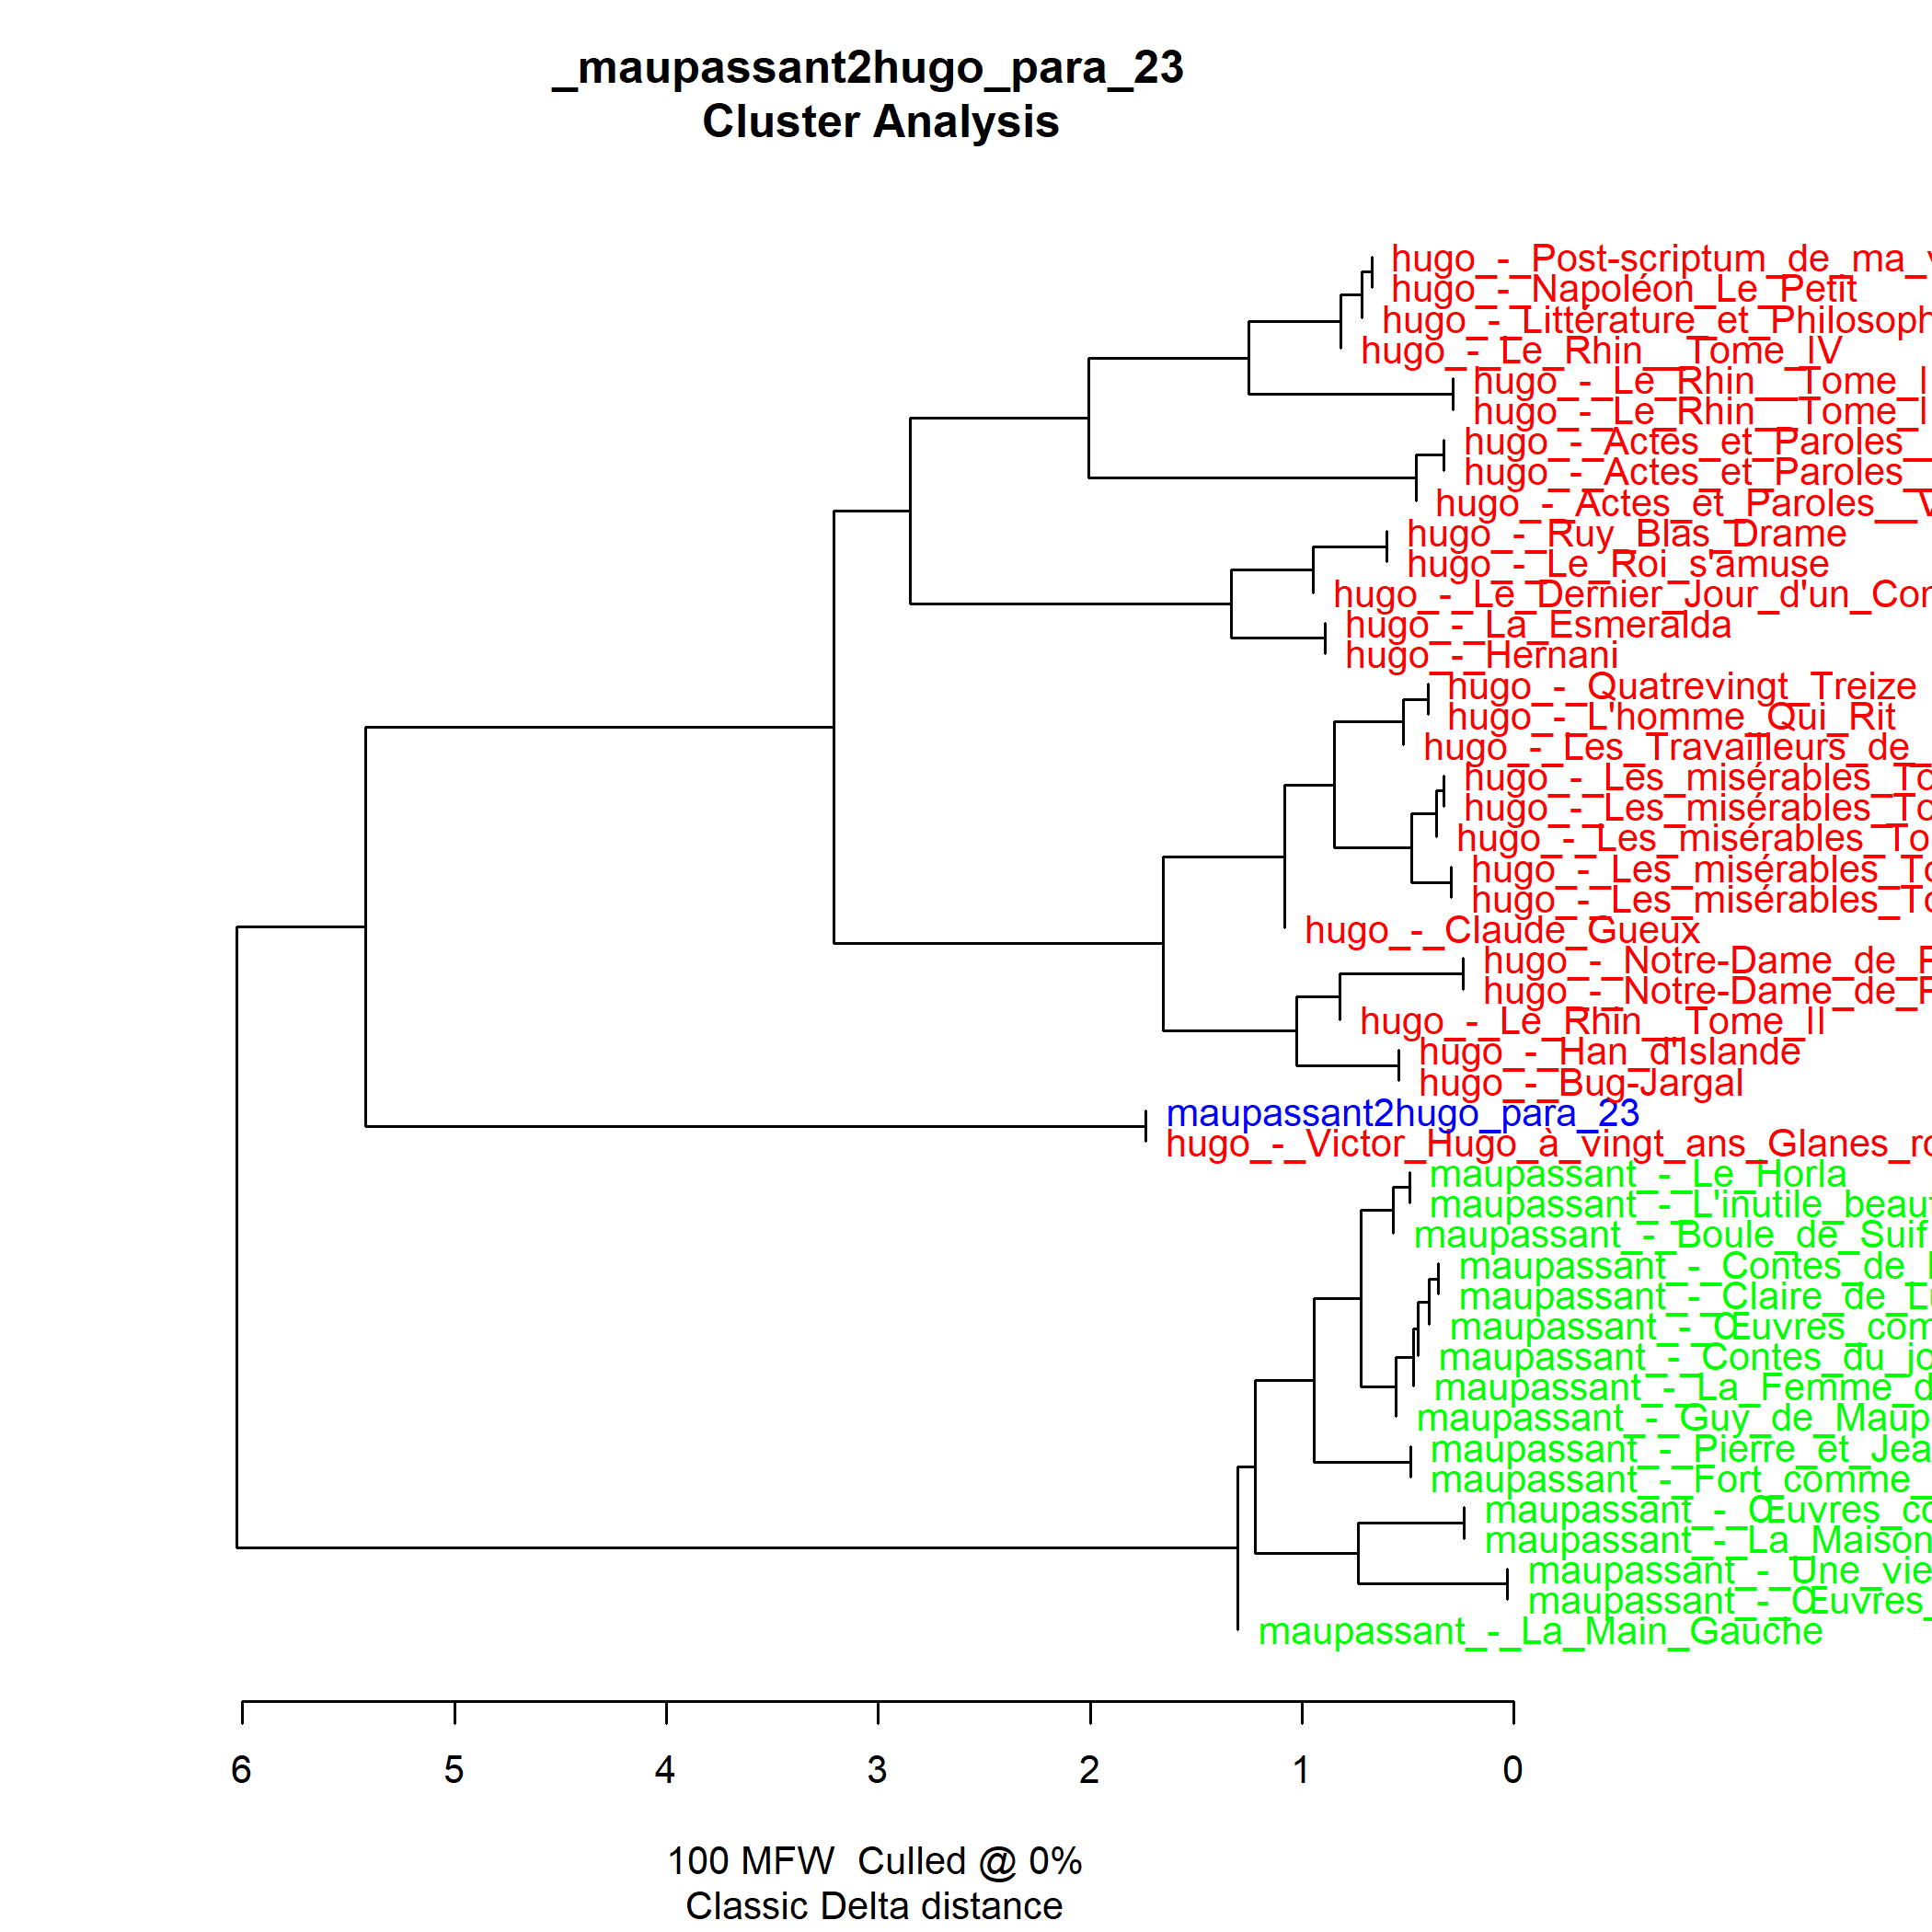 _maupassant2hugo_para_23
Cluster Analysis
hugo_-_Post-scriptum_de_ma_v
hugo_-_Napoléon_Le_Petit
hugo_-_Littérature_et_Philosoph
hugo_-_Le_Rhin__Tome_IV
hugo_-_Le_Rhin__Tome_I
hugo_-_Le_Rhin__Tome_I
hugo_-_Actes_et_Paroles__
hugo_-_Actes_et_Paroles__
hugo_-_Actes_et_Paroles__V
hugo_-_Ruy_Blas_Drame
hugo_-_Le_Roi_s'amuse
hugo_-_Le_Dernier_Jour_d'un_Con
hugo_-_La_Esmeralda
hugo_-_Hernani
hugo_-_Quatrevingt_Treize
hugo_-_L'homme_Qui_Rit
hugo_-_Les_Travailleurs_de_
hugo_-_Les_misérables_To
hugo_-_Les_misérables_To
hugo_-_Les_misérables_To
hugo_-_Les_misérables_To
hugo_-_Les_misérables_To
hugo_-_Claude_Gueux
hugo_-_Notre-Dame_de_P
hugo_-_Notre-Dame_de_P
hugo_-_Le_Rhin__Tome_II
hugo_-_Han_d'Islande
hugo_-_Bug-Jargal
maupassant2hugo_para_23
hugo_-_Victor_Hugo_à_vingt_ans_Glanes_ro
maupassant_-_Le_Horla
maupassant_-_L'inutile_beaut
maupassant_-_Boule_de_Suif
maupassant_-_Contes_de_l
maupassant_-_Claire_de_Lu
maupassant_-_Œuvres_com
maupassant_-_Contes_du_jo
maupassant_-_La_Femme_d
maupassant_-_Guy_de_Maup
maupassant_-_Pierre_et_Jea
maupassant_-_Fort_comme_
maupassant_-_Œuvres_co
maupassant_-_La_Maison
maupassant_-_Une_vie
maupassant_-_Œuvres_
maupassant_-_La_Main_Gauche
6 5 4 3 2 1 0
100 MFW Culled @ 0%
Classic Delta distance